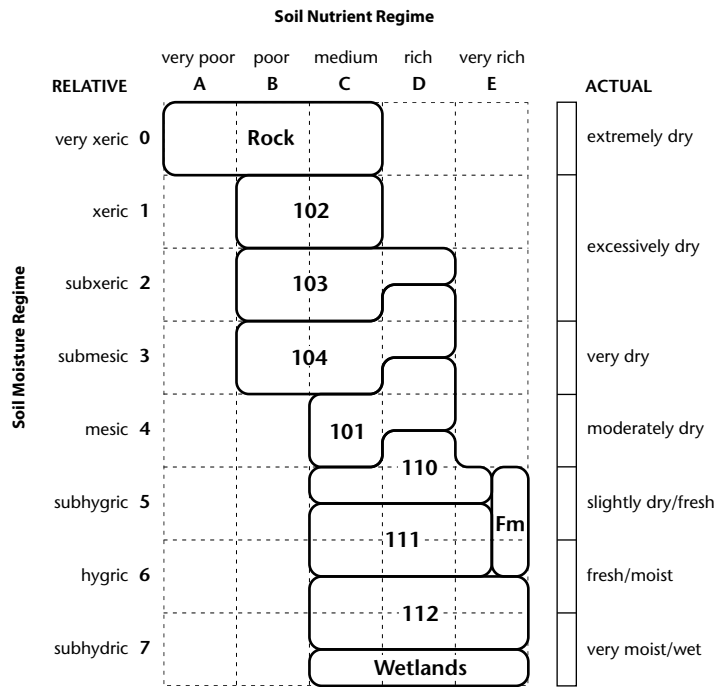 Soil Nutrient Regime
very poor poor medium rich very rich
RELATIVE A B C D E ACTUAL
very xeric 0 Rock extremely dry
xeric 1 102
excessively dry
subxeric 2 103
Soil Moisture Regime
submesic 3 104 very dry
mesic 4 101 moderately dry
110
subhygric 5 slightly dry/fresh
Fm
111
hygric 6 fresh/moist
112
subhydric 7 very moist/wet
Wetlands